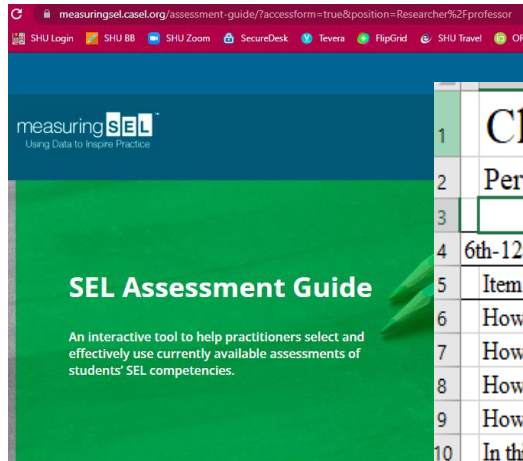 measuringsel.casel.org/assessment-guide/?accessform=true&position=Researcher%2Fprofessor
SHU Login SHU BB SHU Zoom SecureDesk Tevera FlipGrid SHU Travel
measuring SEL™
Using Data to Inspire Practice
SEL Assessment Guide
An interactive tool to help practitioners select and
effectively use currently available assessments of
students' SEL competencies.
1
2 Per
3
4 6th-12
5 Item
6 How
7 How
8 How
9 How
10 In thi